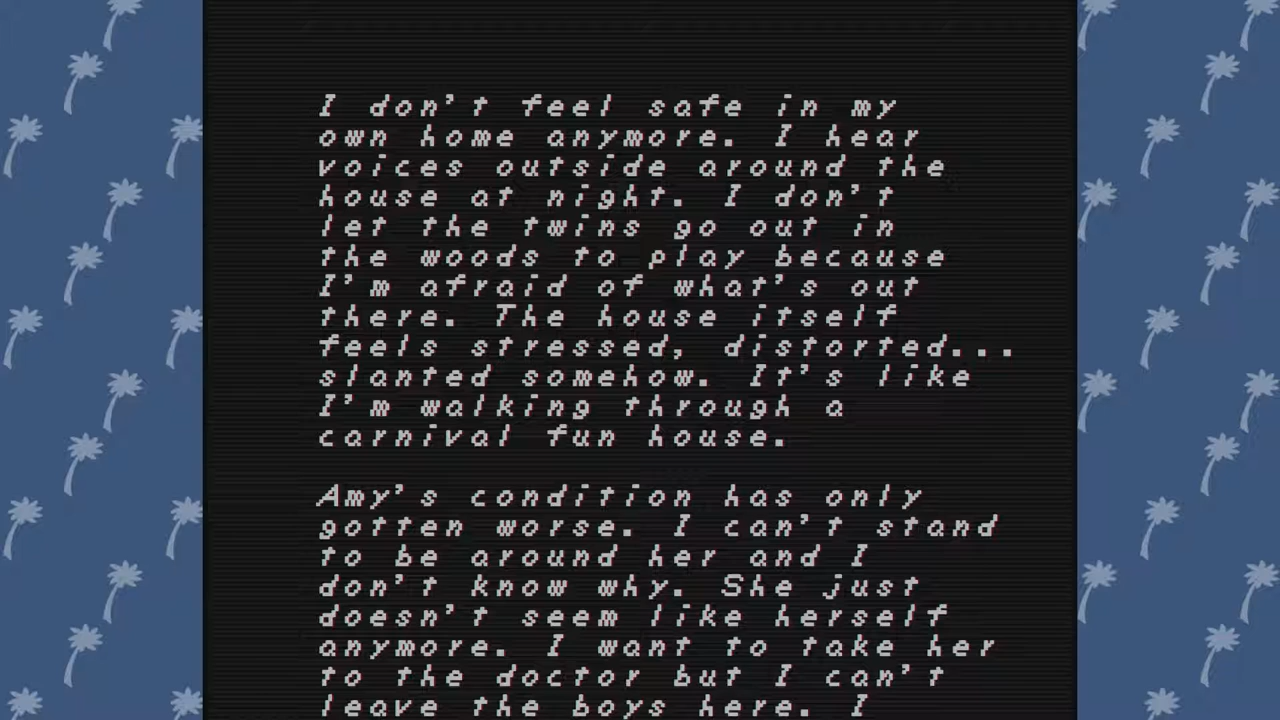 I don't feel safe in my
own home anymore. I hear
voices outside around the
house at night. I don't
let the twins go out in
the woods to play because
I'm afraid of what's out
there. The house itself
feels stressed, distorted...
slanted somehow. It's like
I'm walking through a
carnival fun house.
Amy's condition has only
gotten worse. I can't stand
to be around her and I
don't know why. She just
doesn't seem like herself
anymore. I want to take her
to the doctor but I can't
leave the boys here. I